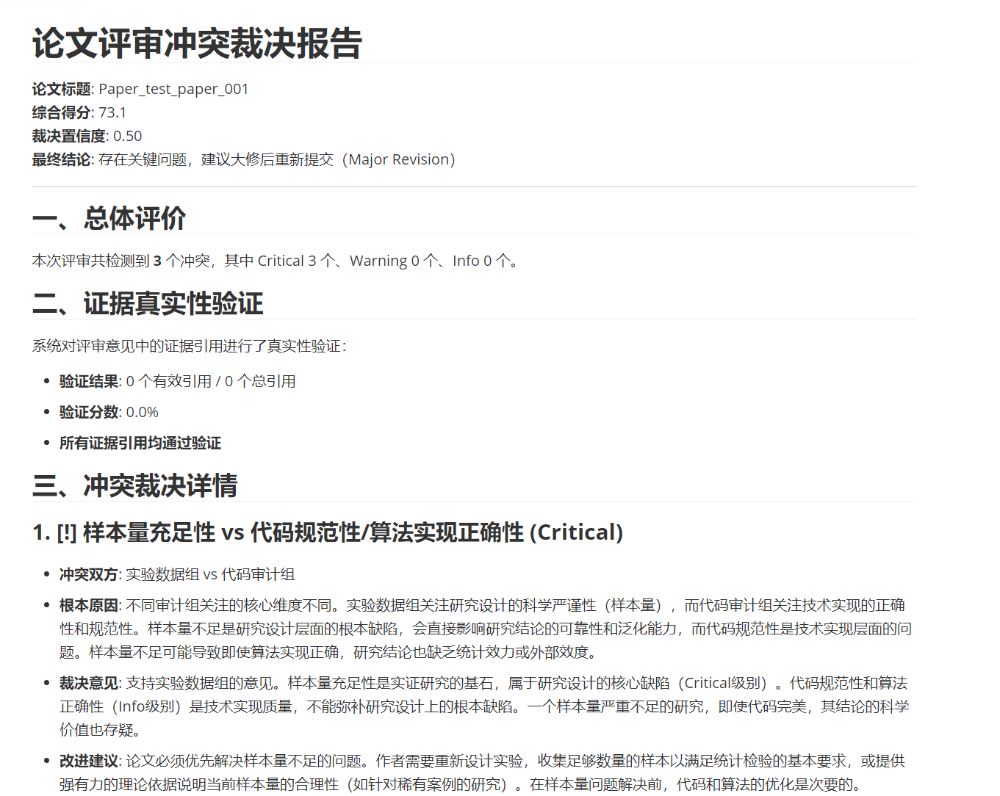 论文评审冲突裁决报告
论文标题: Paper_test_paper_001
综合得分: 73.1
裁决置信度: 0.50
最终结论: 存在关键问题，建议大修后重新提交（Major Revision）
一、总体评价
本次评审共检测到 3 个冲突，其中 Critical 3 个、Warning 0 个、Info 0 个。
二、证据真实性验证
系统对评审意见中的证据引用进行了真实性验证：
• 验证结果: 0 个有效引用 / 0 个总引用
• 验证分数: 0.0%
• 所有证据引用均通过验证
三、冲突裁决详情
1. [!] 样本量充足性 vs 代码规范性/算法实现正确性 (Critical)
• 冲突双方: 实验数据组 vs 代码审计组
• 根本原因: 不同审计组关注的核心维度不同。实验数据组关注研究设计的科学严谨性（样本量），而代码审计组关注技术实现的正确
性和规范性。样本量不足是研究设计层面的根本缺陷，会直接影响研究结论的可靠性和泛化能力，而代码规范性是技术实现层面的问
题。样本量不足可能导致即使算法实现正确，研究结论也缺乏统计效力或外部效度。
• 裁决意见: 支持实验数据组的意见。样本量充足性是实证研究的基石，属于研究设计的核心缺陷（Critical级别）。代码规范性和算法
正确性（Info级别）是技术实现质量，不能弥补研究设计上的根本缺陷。一个样本量严重不足的研究，即使代码完美，其结论的科学
价值也存疑。
• 改进建议: 论文必须优先解决样本量不足的问题。作者需要重新设计实验，收集足够数量的样本以满足统计检验的基本要求，或提供
强有力的理论依据说明当前样本量的合理性（如针对稀有案例的研究）。在样本量问题解决前，代码和算法的优化是次要的。